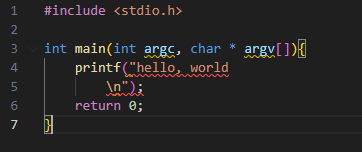 1 #include <stdio.h>
2
3 int main(int argc, char * argv[]){
4     printf("hello, world
5         \n");
6     return 0;
7 }